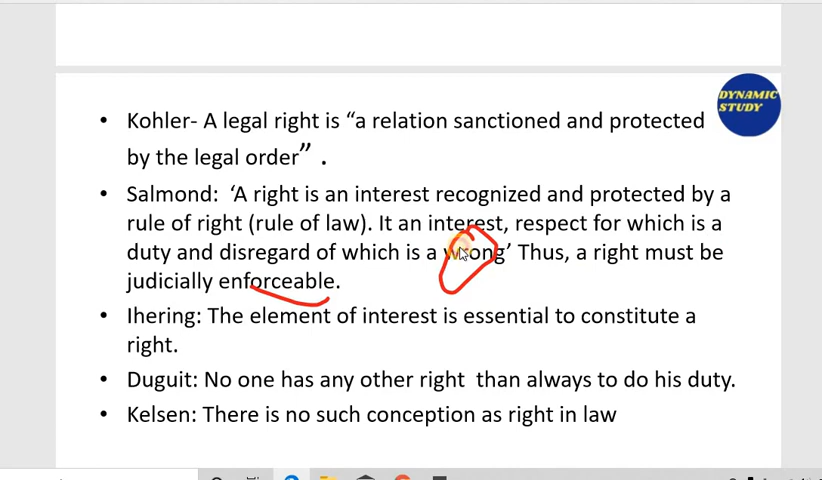 DYNAMIC
STUDY
• Kohler- A legal right is “a relation sanctioned and protected
by the legal order” .
• Salmond: ‘A right is an interest recognized and protected by a
rule of right (rule of law). It an interest, respect for which is a
duty and disregard of which is a wrong’ Thus, a right must be
judicially enforceable.
• Ihering: The element of interest is essential to constitute a
right.
• Duguit: No one has any other right than always to do his duty.
• Kelsen: There is no such conception as right in law